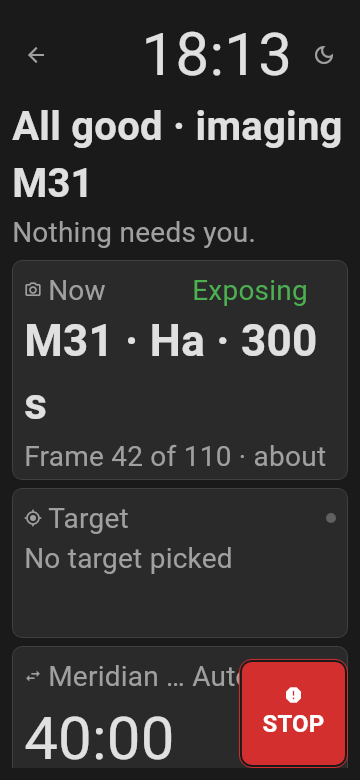 18:13
All good · imaging
M31
Nothing needs you.
Now Exposing
M31 · Ha · 300
s
Frame 42 of 110 · about
Target
No target picked
Meridian … Auto
40:00
STOP